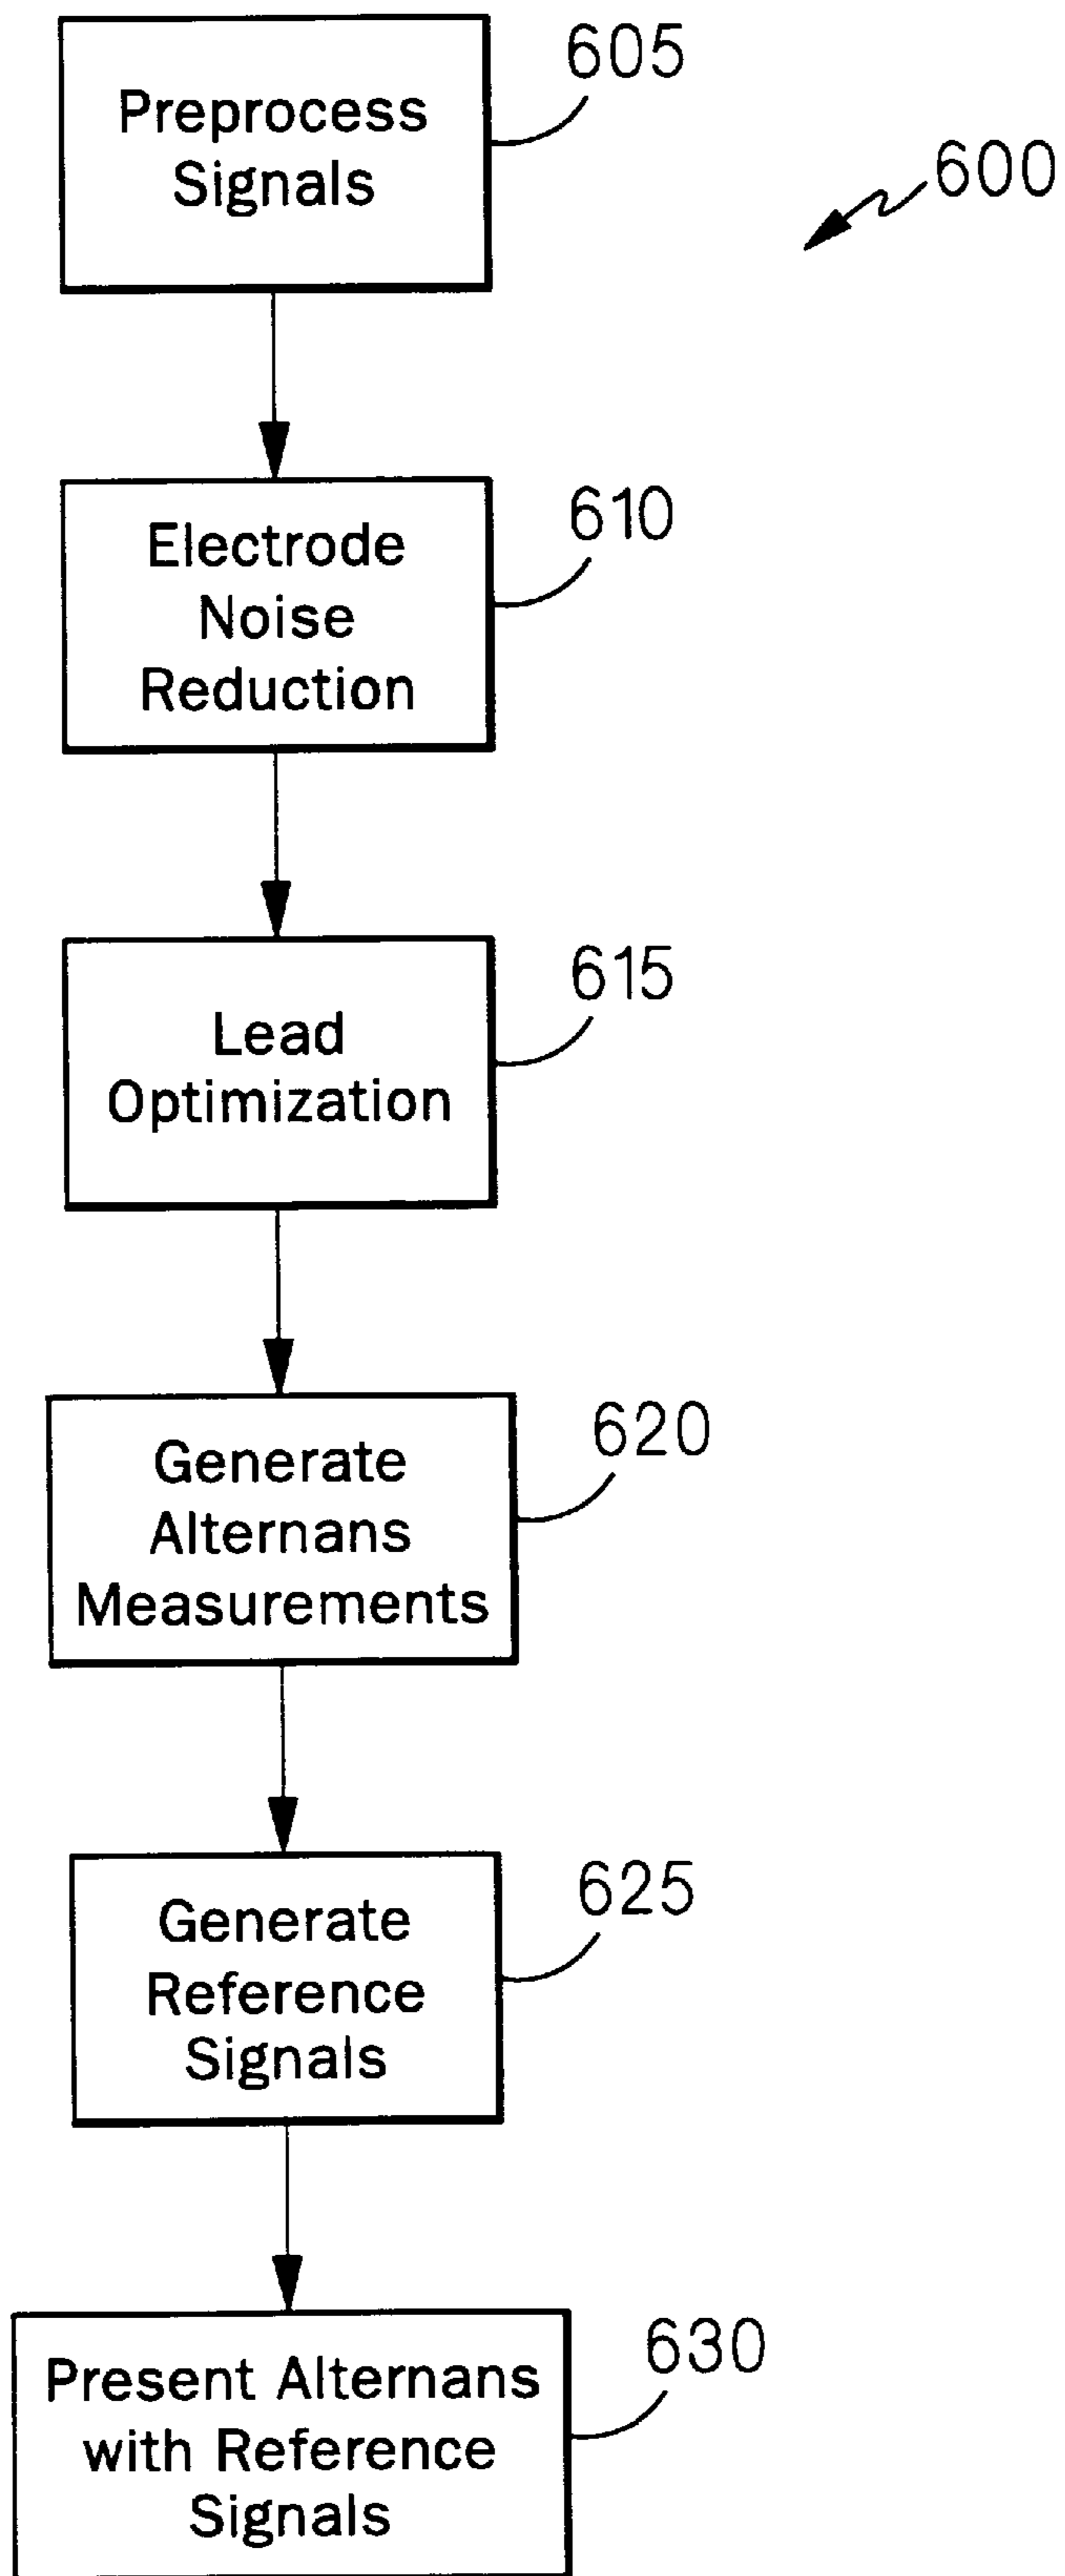 Preprocess
Signals
605
600
Electrode
Noise
Reduction
610
Lead
Optimization
615
Generate
Alternans
Measurements
620
Generate
Reference
Signals
625
Present Alternans
with Reference
Signals
630